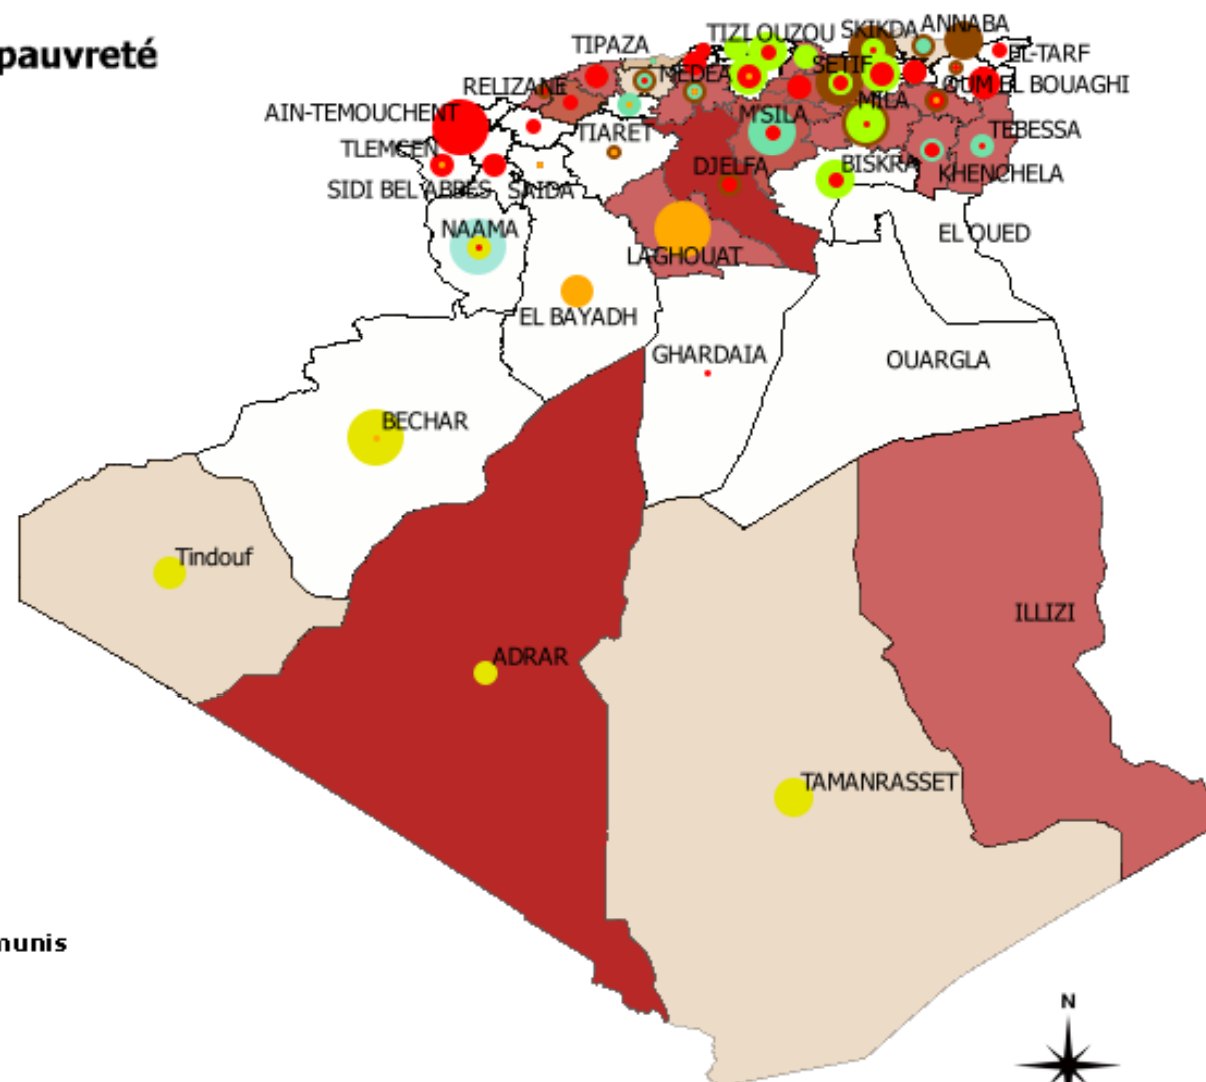 pauvreté
TIZI OUZOU
SKIKDA
ANNABA
TIPAZA
EL-TARF
MEDEA
SETIF
RELIZANE
OUM EL BOUAGHI
MILA
AIN-TEMOUCHENT
M'SILA
TIARET
TEBESSA
TLEMCEN
DJELFA
BISKRA
KHENCHELA
SIDI BEL ABBES
SAIDA
NAAMA
EL OUED
LAGHOUAT
EL BAYADH
GHARDAIA
OUARGLA
BECHAR
Tindouf
ILLIZI
ADRAR
TAMANRASSET
munis
N